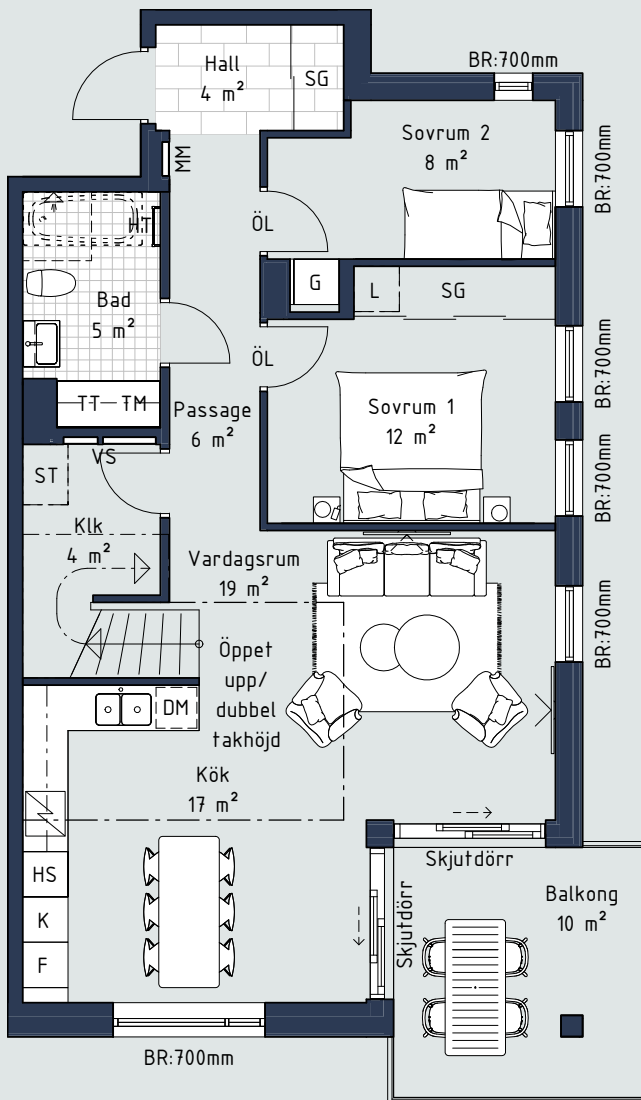 BR:700mm
Hall
4 m²
SG
MM
Sovrum 2
8 m²
BR:700mm
HT
ÖL
Bad
5 m²
G
L
SG
ÖL
BR:700mm
TT TM
Passage
6 m²
Sovrum 1
12 m²
VS
ST
BR:700mm
Klk
4 m²
Vardagsrum
19 m²
BR:700mm
Öppet
upp/
dubbel
takhöjd
DM
Kök
17 m²
HS
K
F
Skjutdörr
Skjutdörr
Balkong
10 m²
BR:700mm